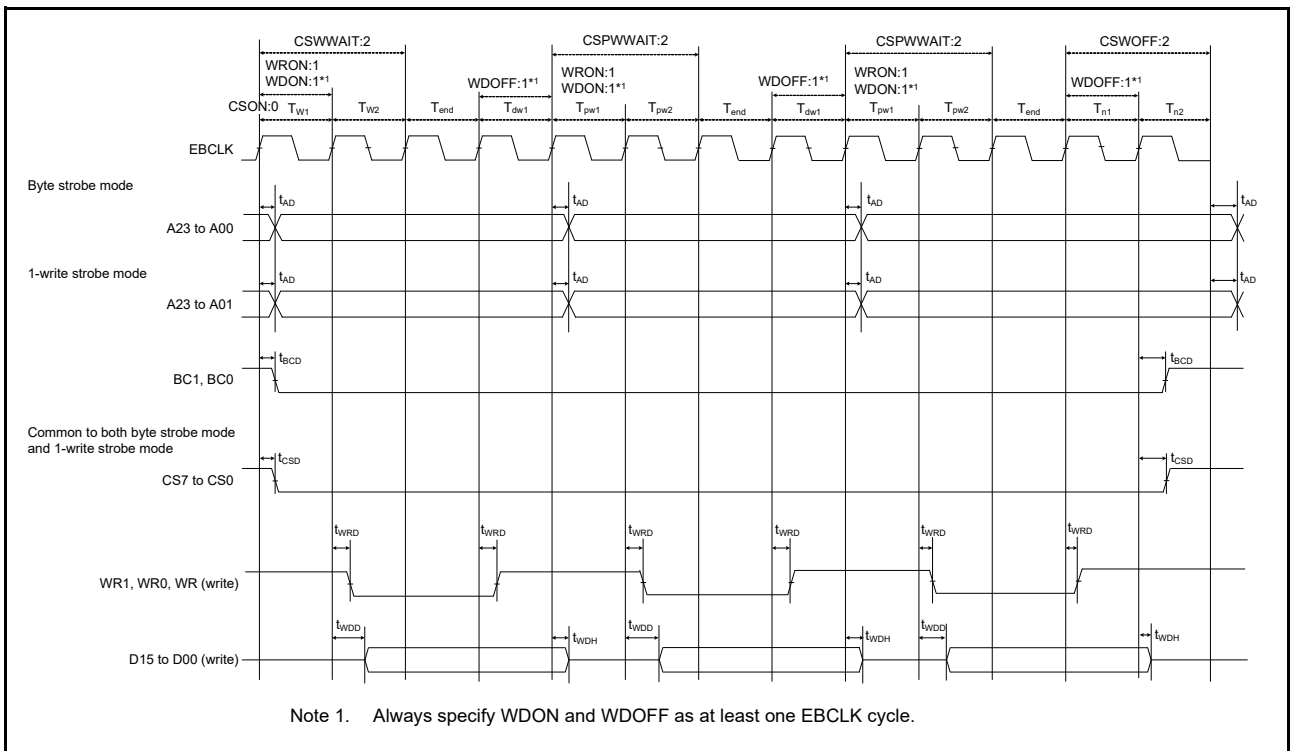 CSWWAIT:2 CSPWWAIT:2 CSPWWAIT:2 CSWOFF:2
WRON:1 WRON:1 WRON:1
WDON:1*1 WDOFF:1*1 WDON:1*1 WDOFF:1*1 WDON:1*1 WDOFF:1*1
CSON:0 TW1 TW2 Tend Tdw1 Tpw1 Tpw2 Tend Tdw1 Tpw1 Tpw2 Tend Tn1 Tn2
EBCLK
Byte strobe mode
tAD tAD tAD tAD
A23 to A00
1-write strobe mode
tAD tAD tAD tAD
A23 to A01
tBCD tBCD
BC1, BC0
Common to both byte strobe mode
and 1-write strobe mode
tCSD tCSD
CS7 to CS0
tWRD tWRD tWRD tWRD tWRD tWRD
WR1, WR0, WR (write)
tWDD tWDH tWDD tWDH tWDD tWDH
D15 to D00 (write)
Note 1. Always specify WDON and WDOFF as at least one EBCLK cycle.